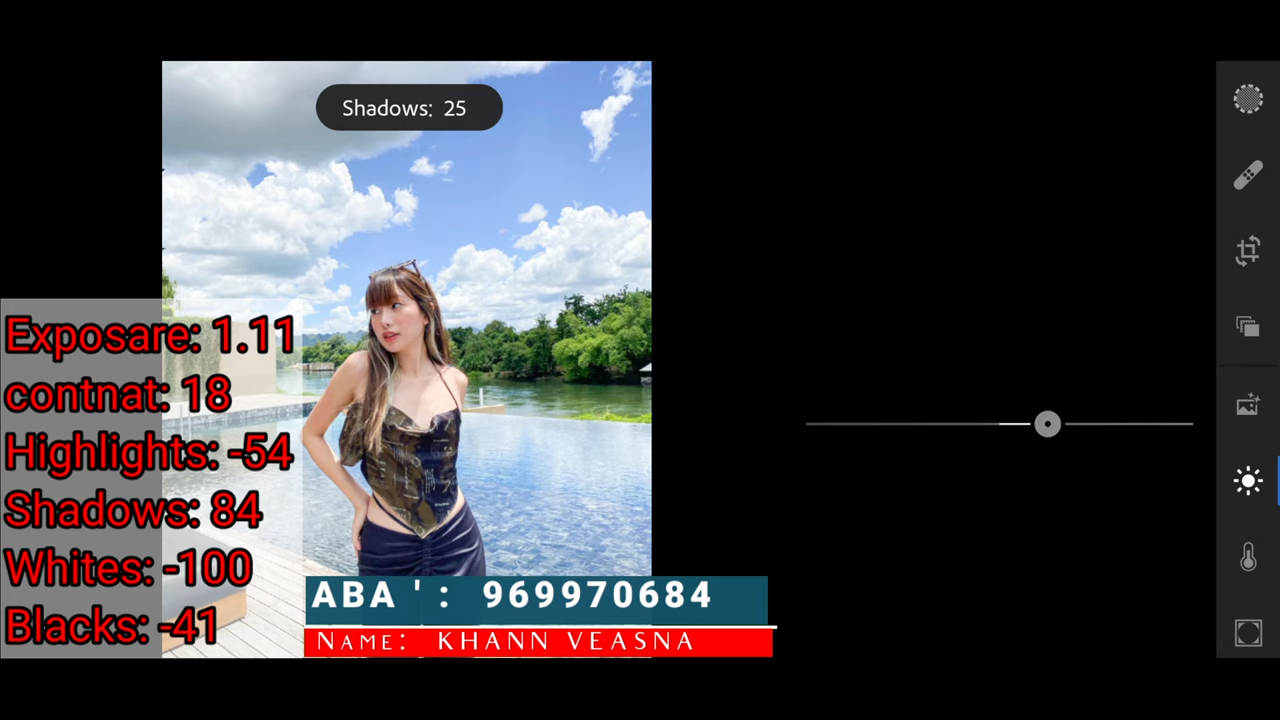 Shadows: 25
Exposare: 1.11
contnat: 18
Highlights: -54
Shadows: 84
Whites: -100
Blacks: -41
ABA ' : 969970684
NAME: KHANN VEASNA